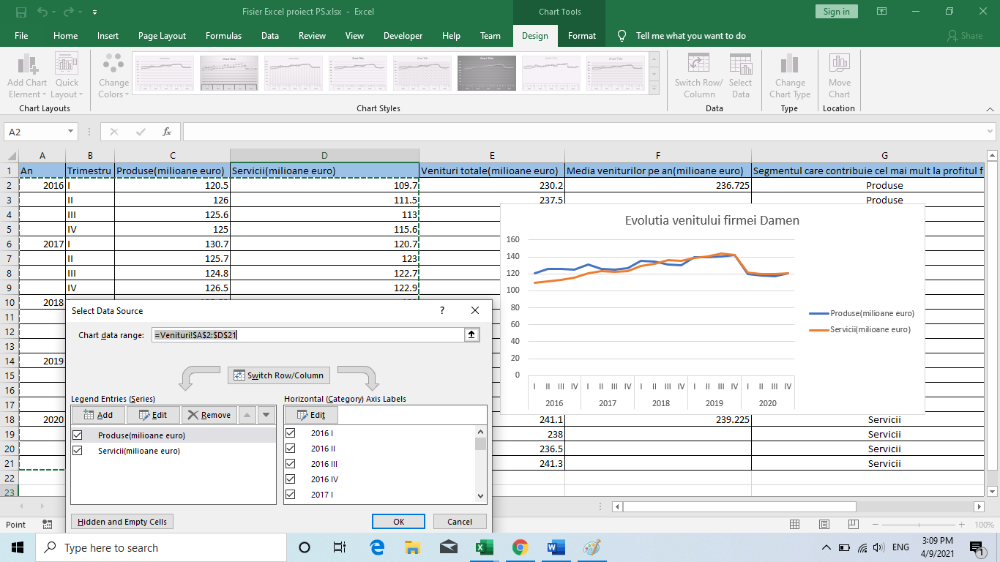 Fisier Excel proiect PS.xlsx - Excel
Chart Tools
Sign in
File Home Insert Page Layout Formulas Data Review View Developer Help Team Design Format Tell me what you want to do Share
Add Chart Element
Quick Layout
Change Colors
Switch Row/ Column
Select Data
Change Chart Type
Move Chart
Chart Layouts
Chart Styles
Data
Type
Location
A2
fx
A B C D E F G
1 An Trimestru Produse(milioane euro) Servicii(milioane euro) Venituri totale(milioane euro) Media veniturilor pe an(milioane euro) Segmentul care contribuie cel mai mult la profitul f
2 2016 I 120.5 109.7 230.2 236.725 Produse
3 II 126 111.5 237.5 Produse
4 III 125.6 113
5 IV 125 115.6
6 2017 I 130.7 120.7
7 II 125.7 123
8 III 124.8 122.7
9 IV 126.5 122.9
10 2018
11
12
13
14 2019
15
16
17
18 2020 241.1 239.225 Servicii
19 238 Servicii
20 236.5 Servicii
21 241.3 Servicii
22
23
Evolutia venitului firmei Damen
160
140
120
100
80
60
40
20
0
I II III IV I II III IV I II III IV I II III IV I II III IV
2016 2017 2018 2019 2020
Produse(milioane euro)
Servicii(milioane euro)
Select Data Source
?
Chart data range: =Venituri!$A$2:$D$21
Switch Row/Column
Legend Entries (Series)
Add Edit Remove
Produse(milioane euro)
Servicii(milioane euro)
Horizontal (Category) Axis Labels
Edit
2016 I
2016 II
2016 III
2016 IV
2017 I
Hidden and Empty Cells
OK
Cancel
Point
100%
Type here to search
ENG
3:09 PM
4/9/2021
1